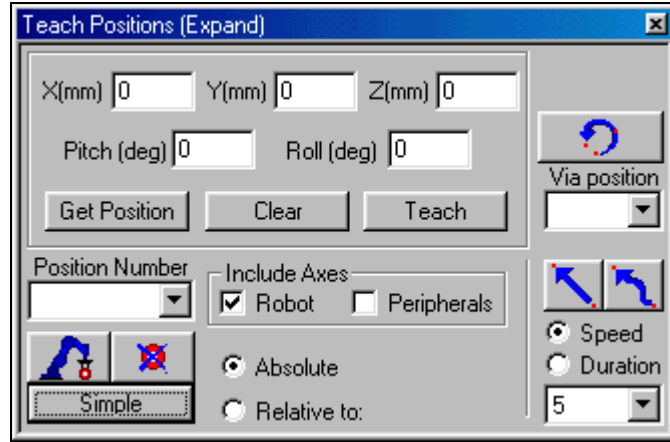 Teach Positions (Expand)
X(mm) 0 Y(mm) 0 Z(mm) 0
Pitch (deg) 0 Roll (deg) 0
Get Position Clear Teach
Via position
Position Number
Include Axes
Robot Peripherals
Speed
Absolute
Duration
Simple
Relative to:
5